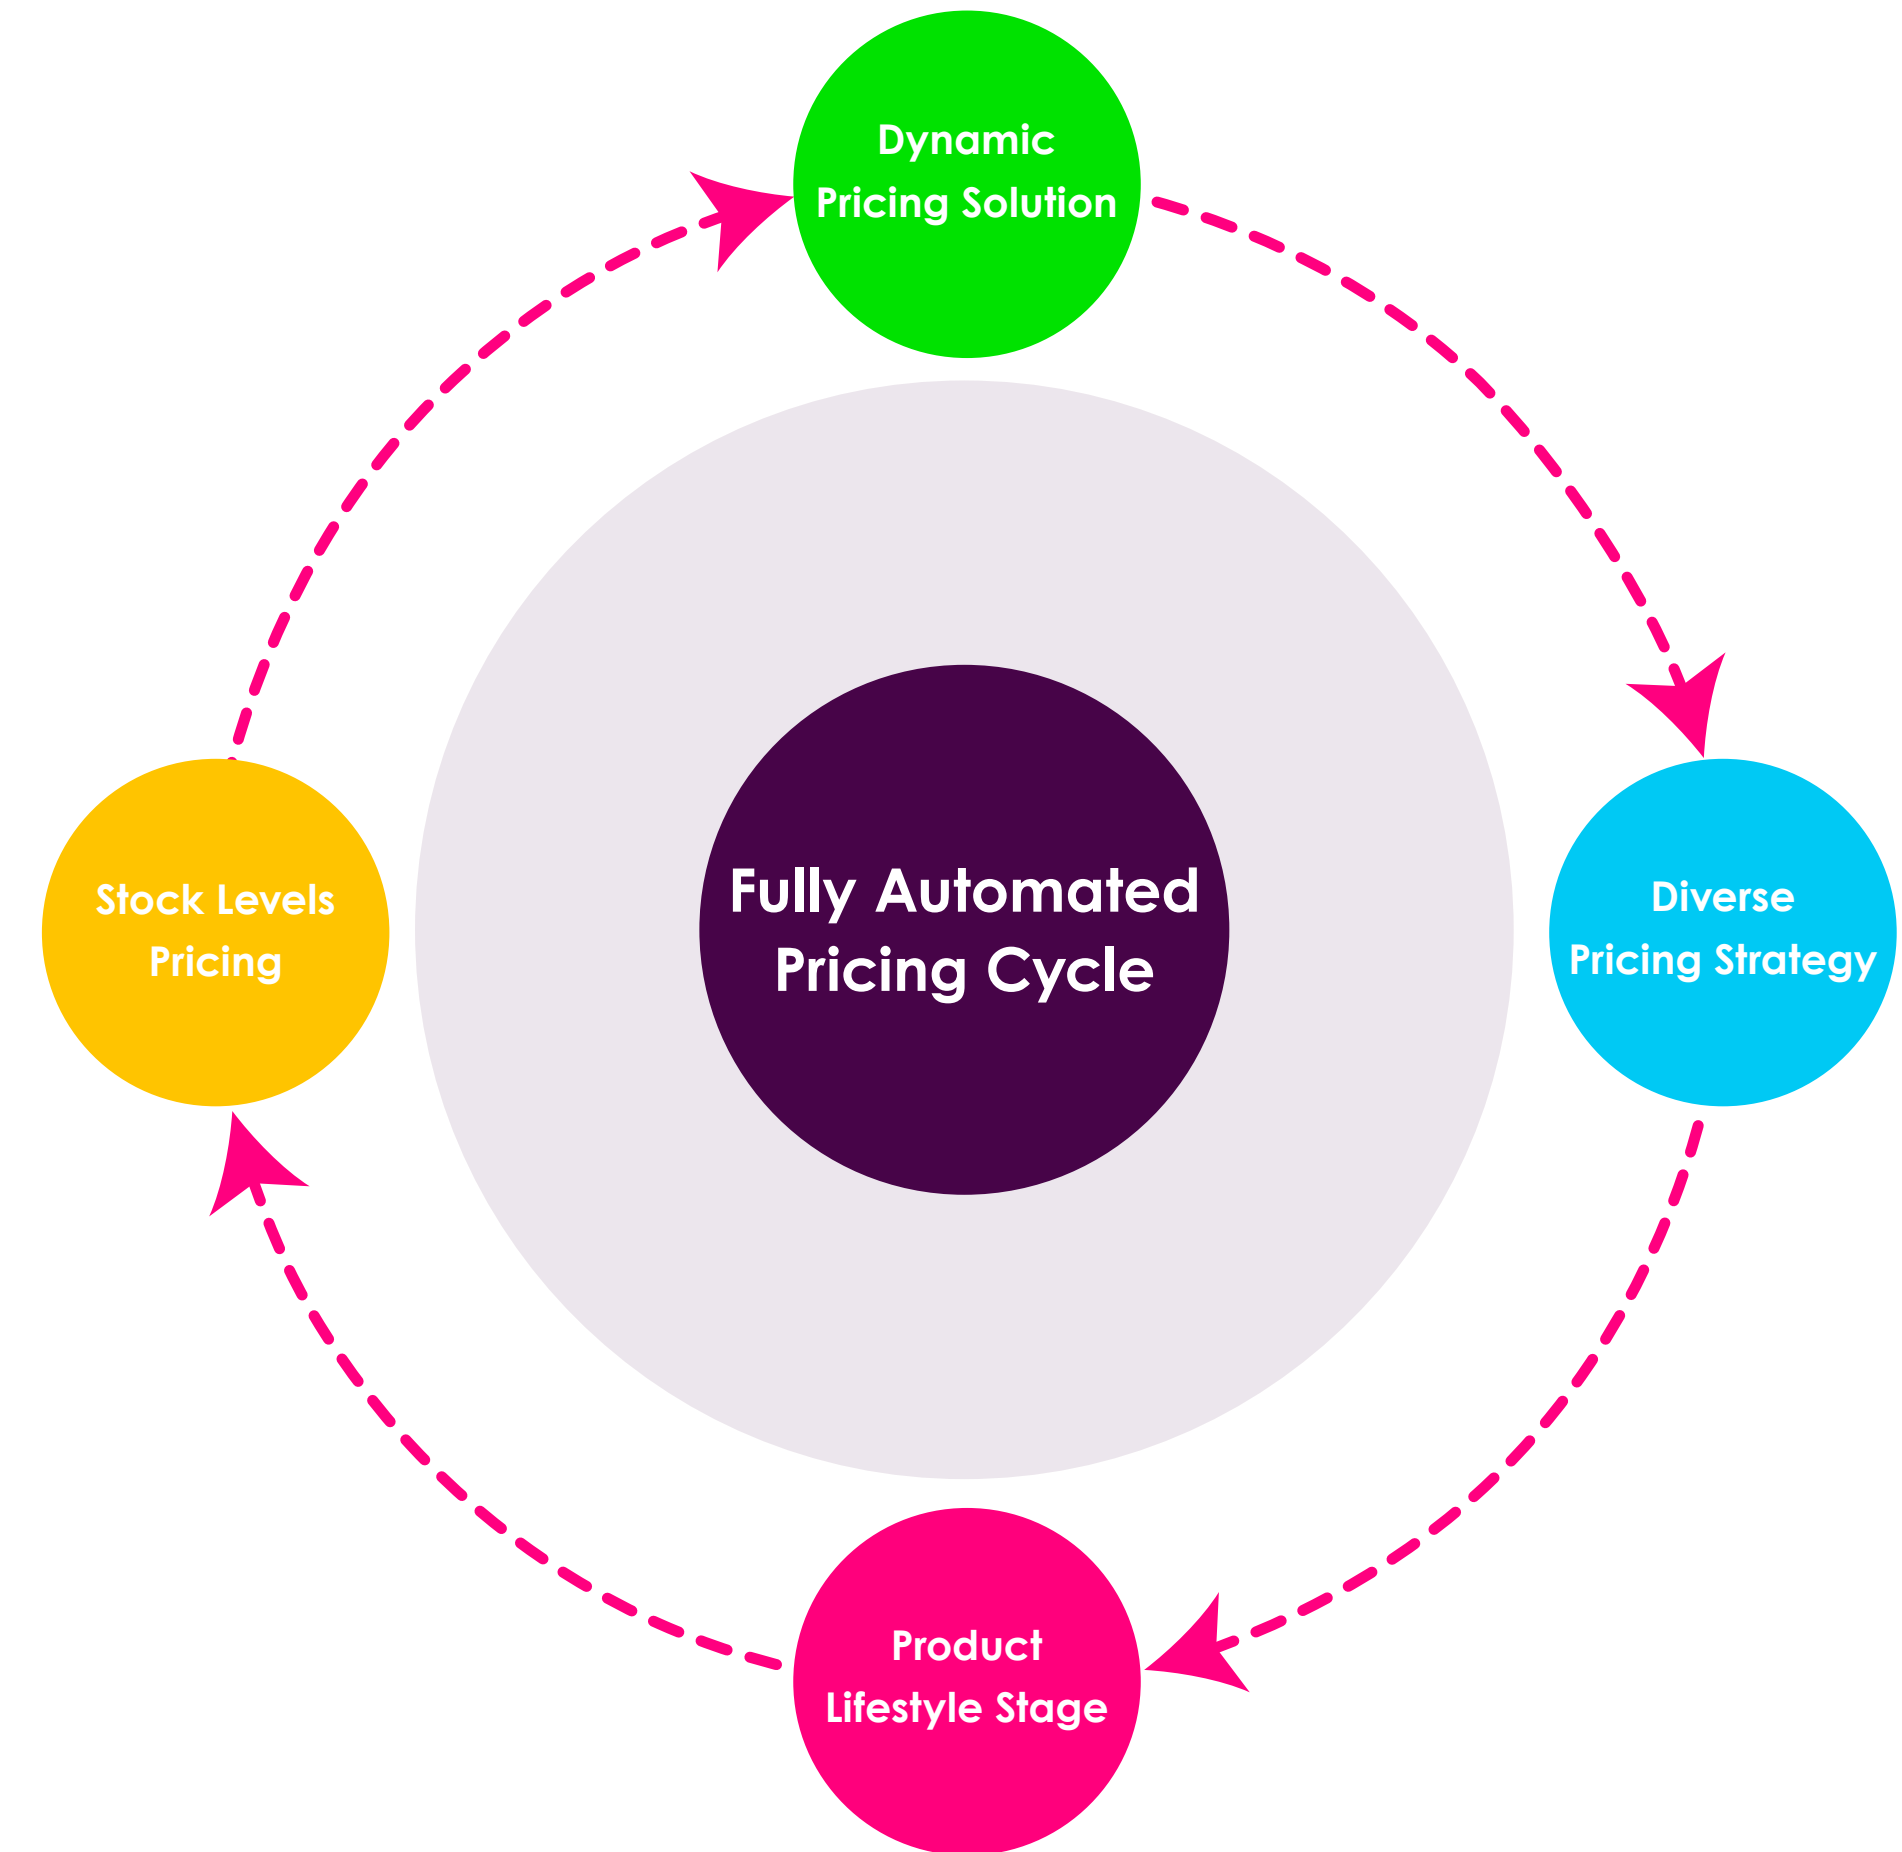 Dynamic
Pricing Solution
Fully Automated
Pricing Cycle
Stock Levels
Pricing
Diverse
Pricing Strategy
Product
Lifestyle Stage